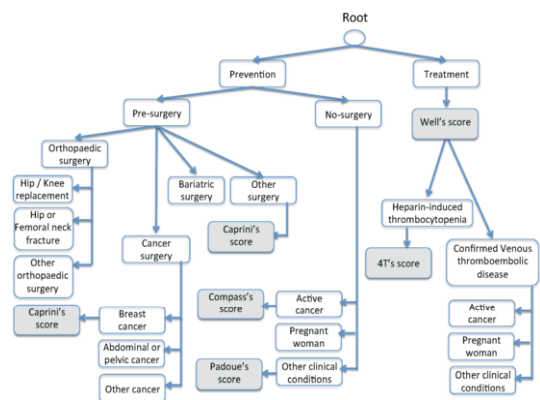 Root
Prevention
Treatment
Pre-surgery
No-surgery
Well's score
Orthopaedic
surgery
Hip / Knee
replacement
Bariatric
surgery
Other
surgery
Hip or
Femoral neck
fracture
Caprini's
score
Heparin-induced
thrombocytopenia
Cancer
surgery
Other
orthopaedic
surgery
4T's score
Confirmed Venous
thromboembolic
disease
Caprini's
score
Breast
cancer
Compass's
score
Active
cancer
Active
cancer
Pregnant
woman
Pregnant
woman
Abdominal or
pelvic cancer
Padoue's
score
Other clinical
conditions
Other clinical
conditions
Other cancer